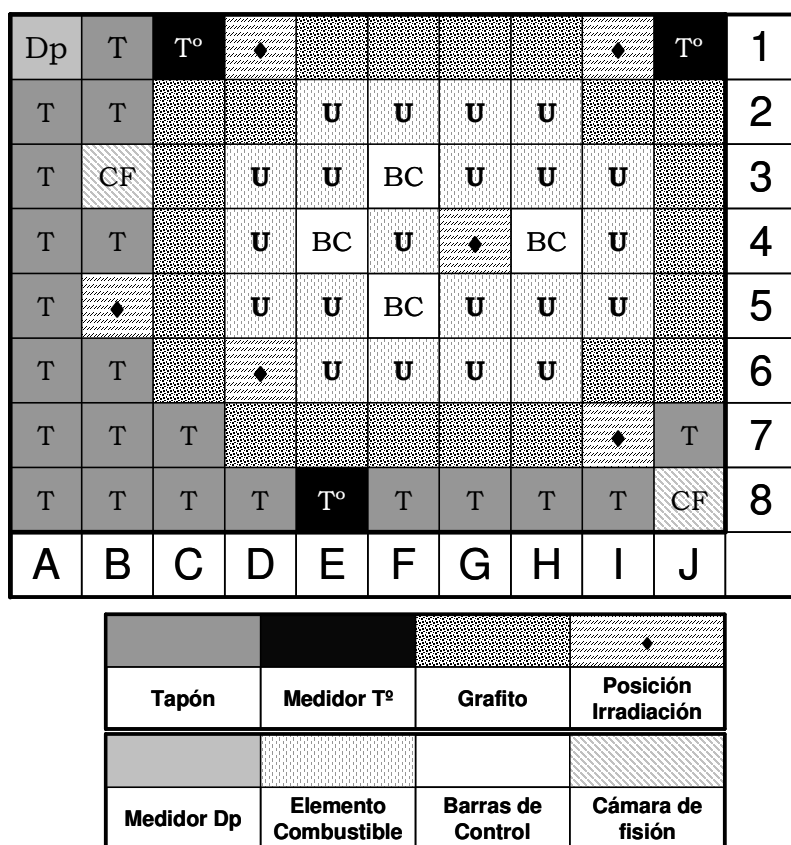 Dp T Tº ♦ ♦ Tº 1
T T U U U U 2
T CF U U BC U U U 3
T T U BC U ♦ BC U 4
T ♦ U U BC U U U 5
T T ♦ U U U U 6
T T T ♦ T 7
T T T T Tº T T T T CF 8
A B C D E F G H I J
♦
Tapón Medidor Tº Grafito Posición
Irradiación
Medidor Dp Elemento Barras de Cámara de
Combustible Control fisión